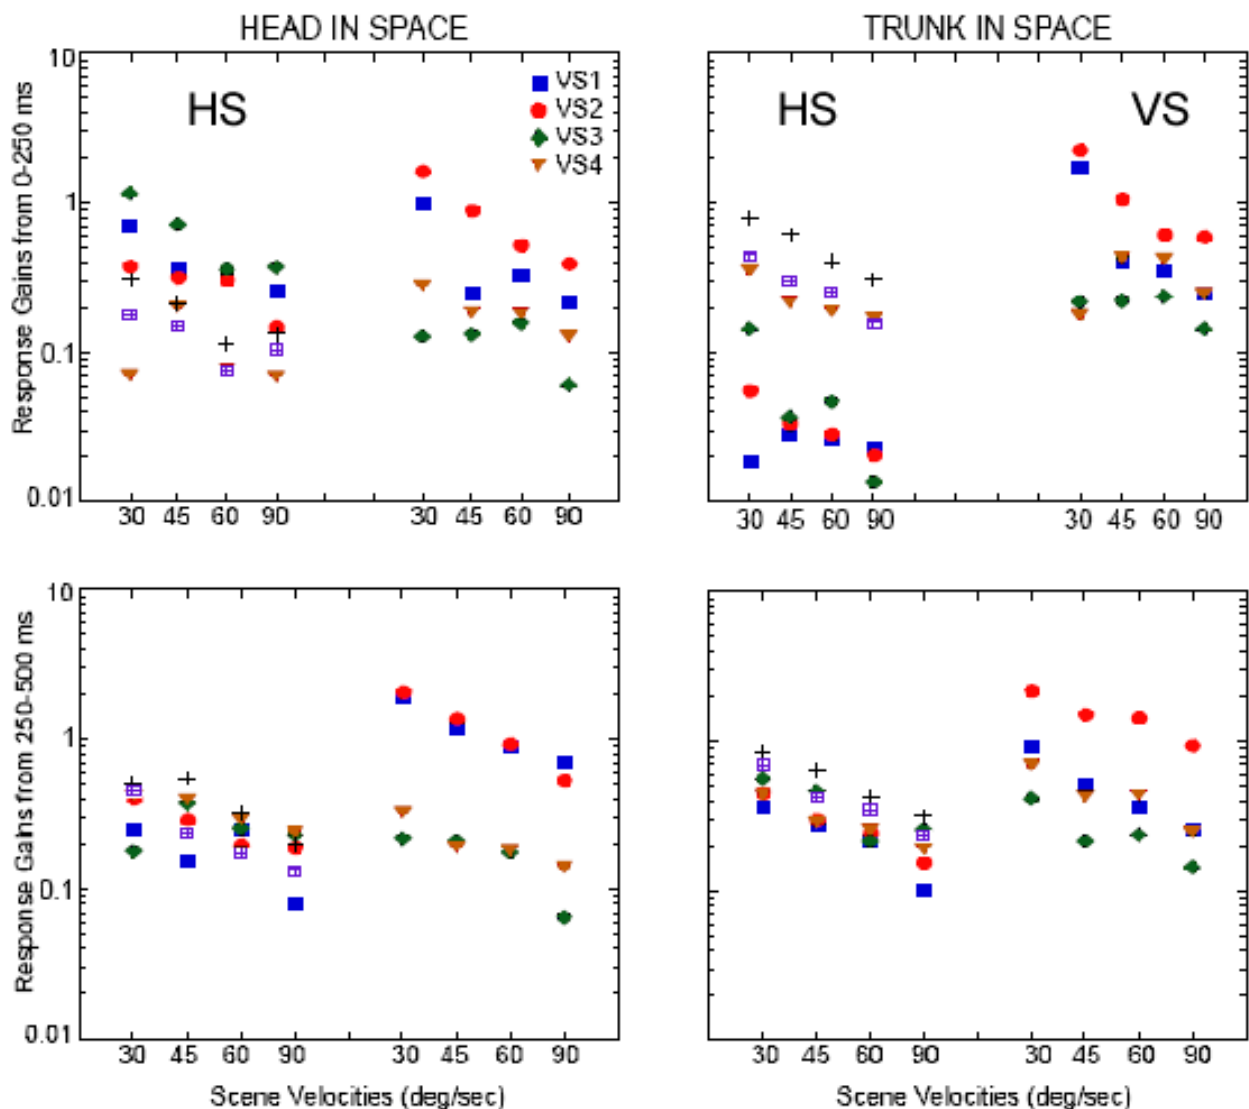 HEAD IN SPACE
TRUNK IN SPACE
Response Gains from 0-250 ms
10
1
0.1
0.01
HS
VS1
VS2
VS3
VS4
30 45 60 90 30 45 60 90
HS VS
30 45 60 90 30 45 60 90
Response Gains from 250-500 ms
10
1
0.1
0.01
30 45 60 90 30 45 60 90
Scene Velocities (deg/sec)
30 45 60 90 30 45 60 90
Scene Velocities (deg/sec)